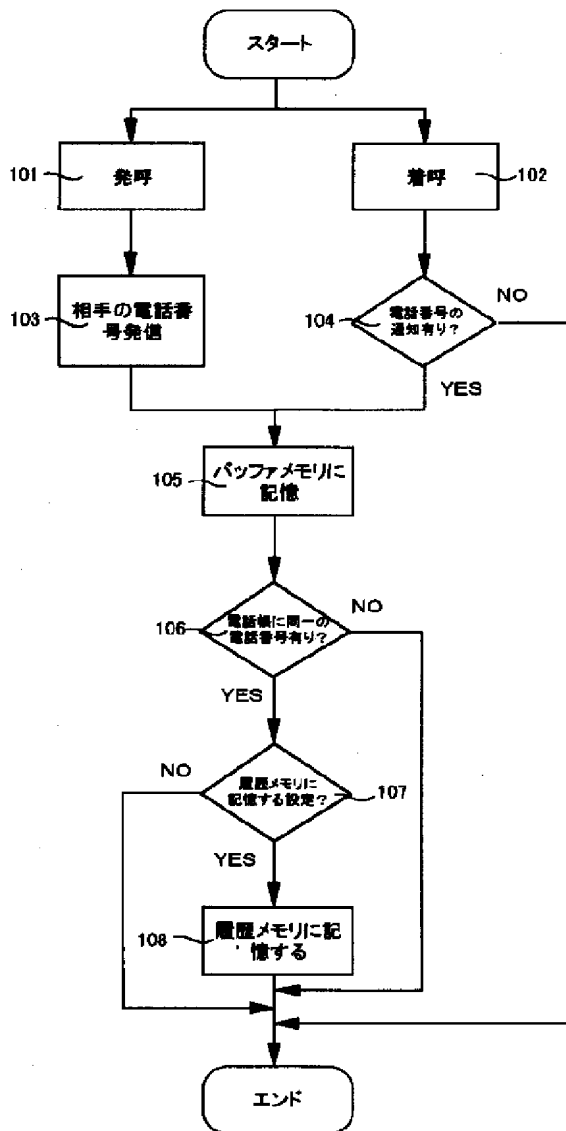 スタート
101
発呼
着呼
102
103
相手の電話番
号発信
104
電話番号の
通知有り?
NO
YES
105
バッファメモリに
記憶
106
電話帳に同一の
電話番号有り?
NO
YES
NO
履歴メモリに
記憶する設定?
107
YES
108
履歴メモリに記
憶する
エンド